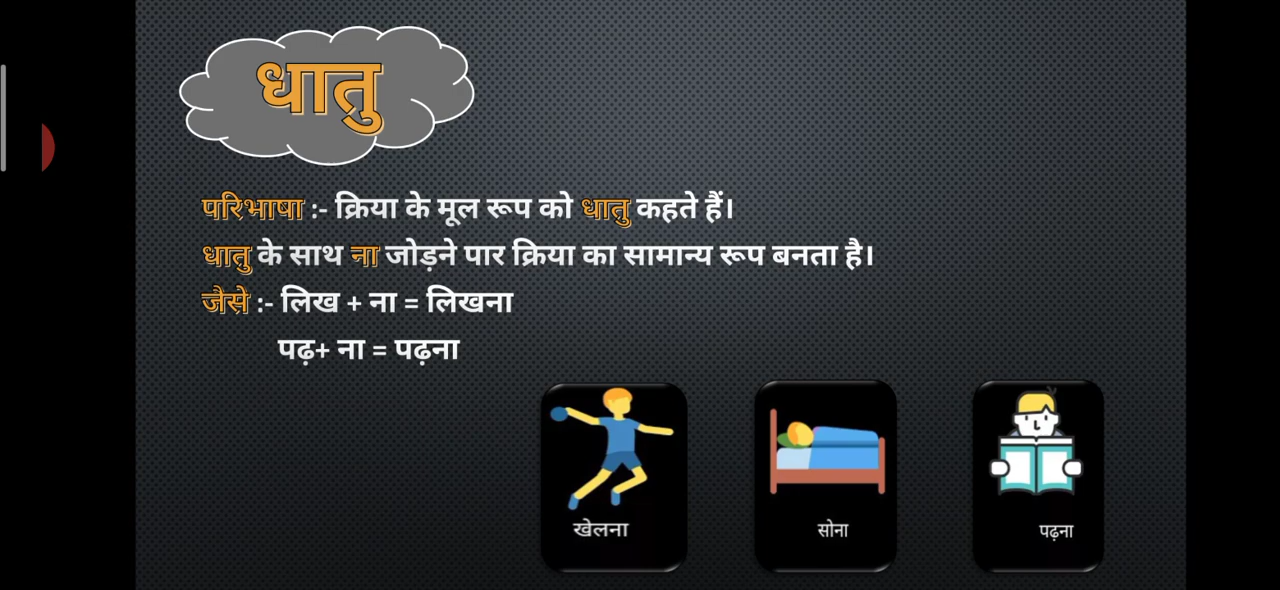 धातु
परिभाषा :- क्रिया के मूल रूप को धातु कहते हैं।
धातु के साथ ना जोड़ने पार क्रिया का सामान्य रूप बनता है।
जैसे :- लिख + ना = लिखना
पढ़+ ना = पढ़ना
खेलना
सोना
पढ़ना